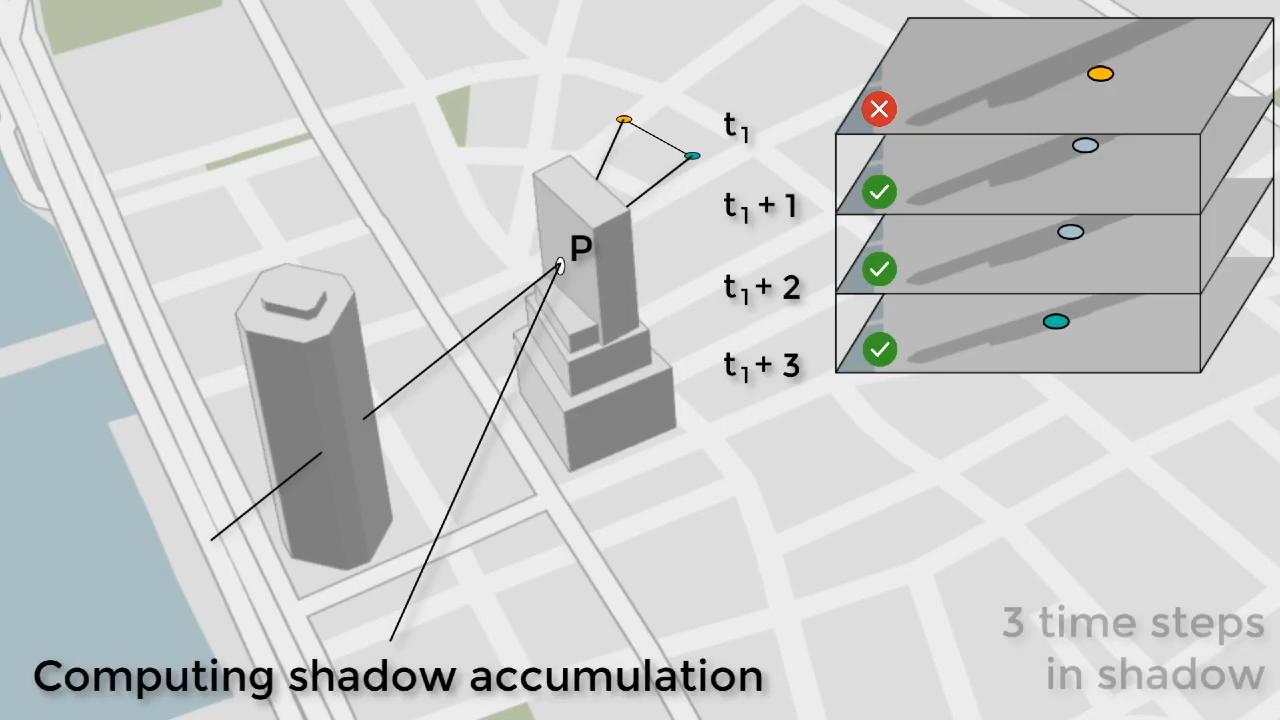 t1
P
t1 + 1
t1 + 2
t1 + 3
3 time steps
in shadow
Computing shadow accumulation